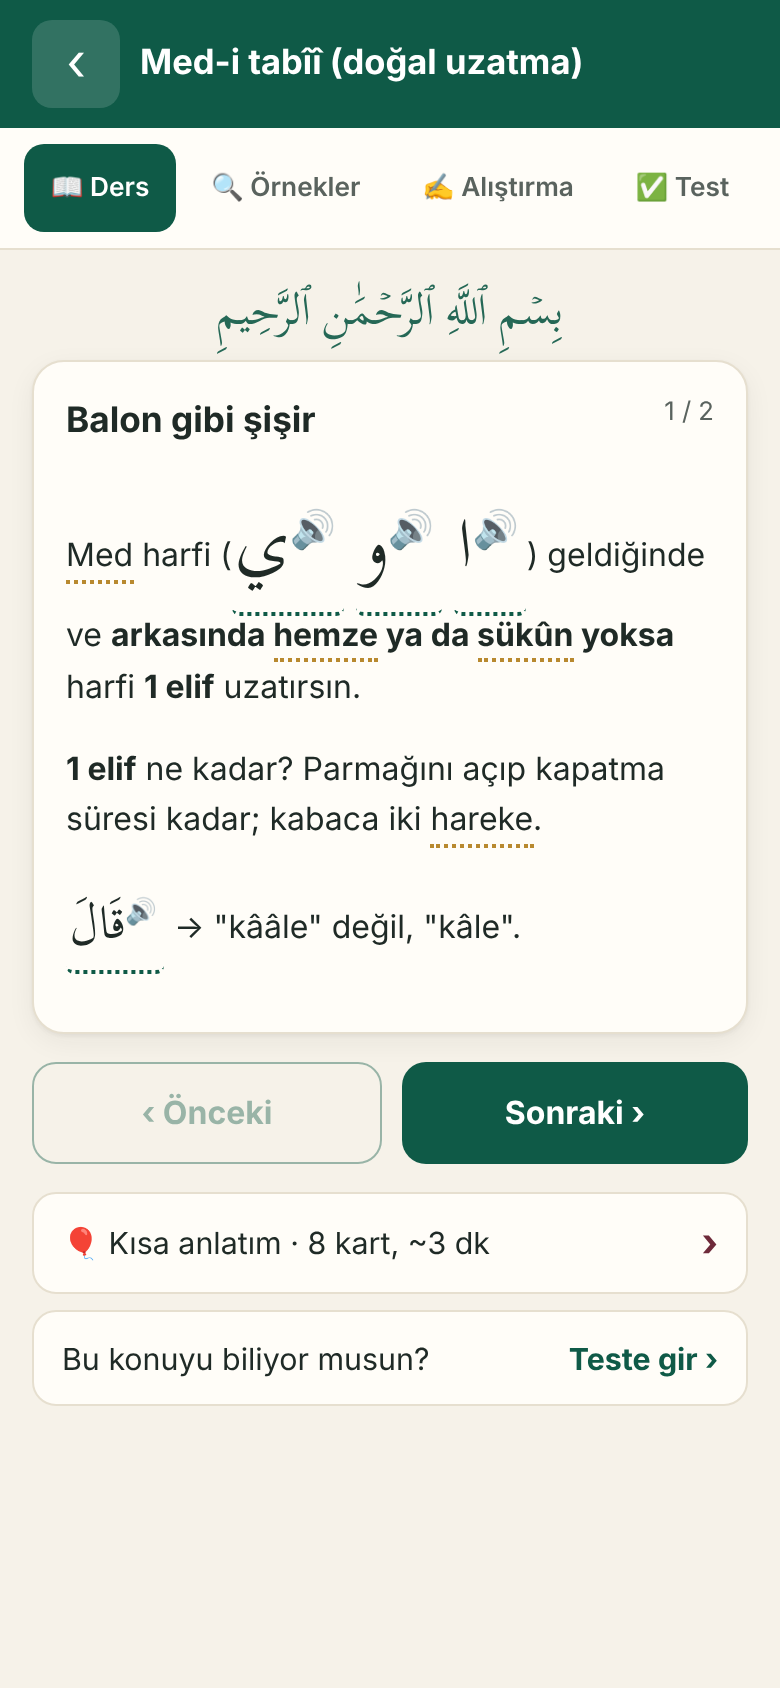 ‹ Med-i tabîî (doğal uzatma)
📖 Ders 🔍 Örnekler ✍️ Alıştırma ✅ Test
بِسْمِ ٱللَّهِ ٱلرَّحْمَٰنِ ٱلرَّحِيمِ
Balon gibi şişir 1 / 2
Med harfi (ا🔊 و🔊 ي🔊) geldiğinde
ve arkasında hemze ya da sükûn yoksa
harfi 1 elif uzatırsın.
1 elif ne kadar? Parmağını açıp kapatma
süresi kadar; kabaca iki hareke.
قَالَ🔊 → "kââle" değil, "kâle".
‹ Önceki
Sonraki ›
🎈 Kısa anlatım · 8 kart, ~3 dk ›
Bu konuyu biliyor musun? Teste gir ›